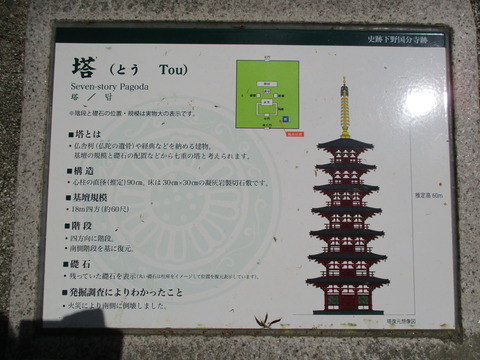 史跡下野国分寺跡
塔 (とう Tou)
Seven-story Pagoda
塔 ／ 탑
※階段と礎石の位置・規模は実物大の表示です。
■塔とは
・仏舎利(仏陀の遺骨)や経典などを納める建物。
基壇の規模と礎石の配置などから七重の塔と考えられます。
■構 造
・心柱の直径(推定)90㎝、床は30㎝×30㎝の凝灰岩製切石敷です。
■基壇規模
・18m四方(約60尺)
■階 段
・四方向に階段。
・南側階段を基に復元。
■礎 石
・残っていた礎石を表示
■発掘調査によりわかったこと
・火災により南側に倒壊しました。
推定高60m
塔復元想像図